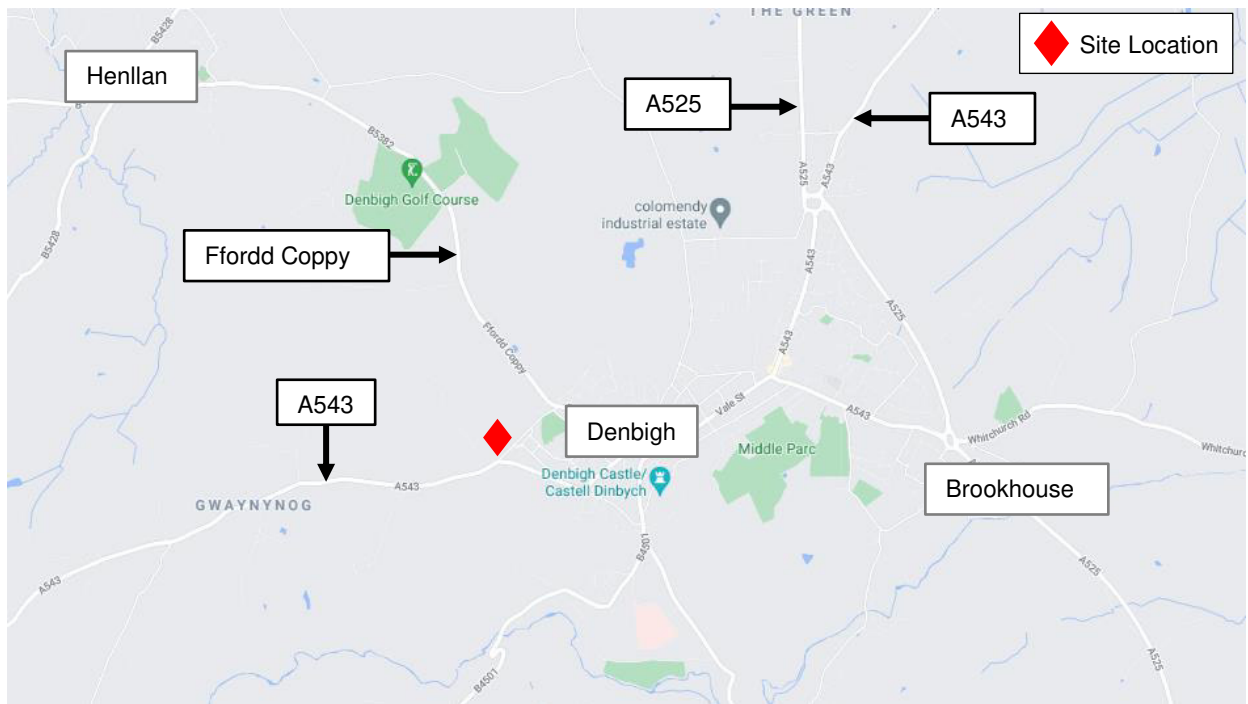 THE GREEN
B5428
Site Location
Henllan
A525
A543
B5382
A525
A543
Denbigh Golf Course
colomendy
industrial estate
B5428
Ffordd Coppy
A543
A525
Ffordd Coppy
A543
A543
Vale St
A543
Denbigh
Whitchurch Rd
Whitchurc
Middle Parc
Denbigh Castle/
Castell Dinbych
A543
GWAYNYNOG
Brookhouse
A
B4501
A543
A525
B4501
A525